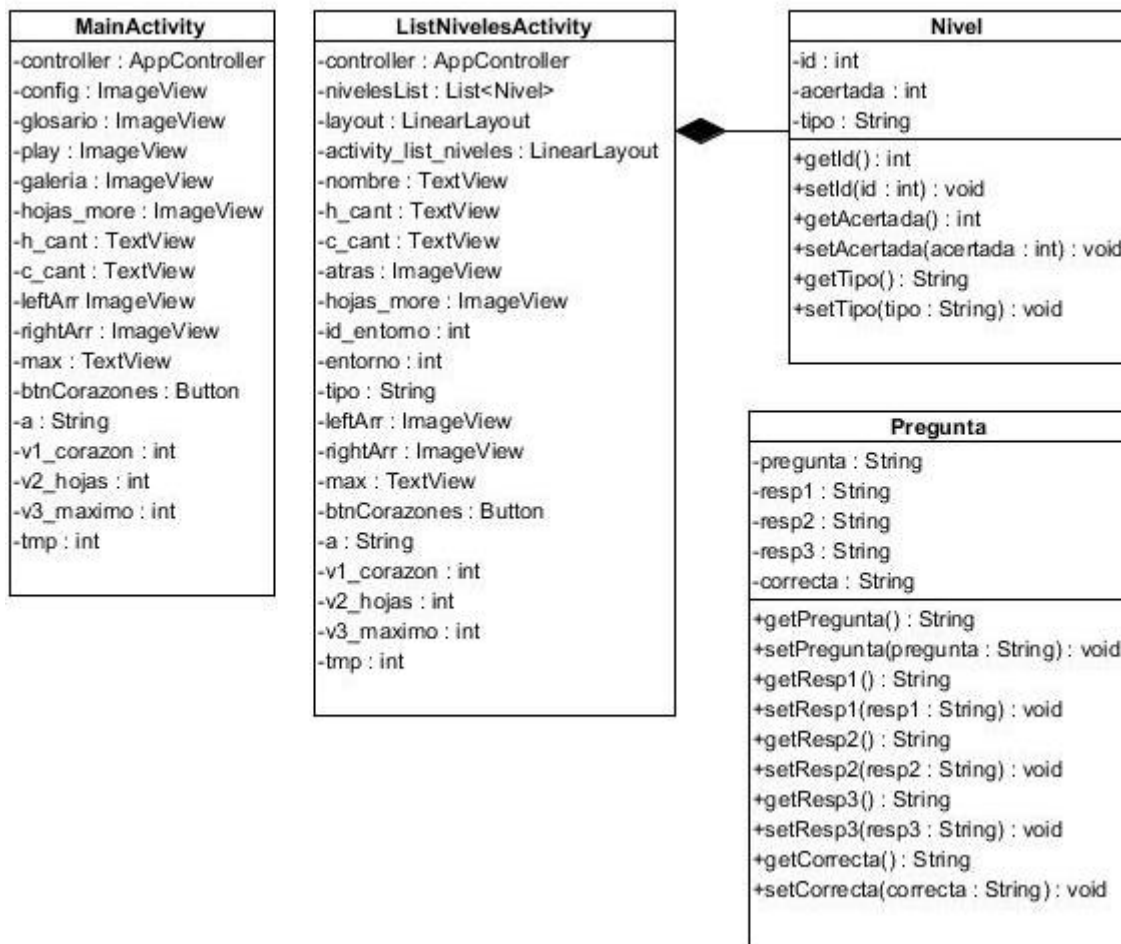 MainActivity
-controller : AppController
-config : ImageView
-glosario : ImageView
-play : ImageView
-galeria : ImageView
-hojas_more : ImageView
-h_cant : TextView
-c_cant : TextView
-leftArr ImageView
-rightArr : ImageView
-max : TextView
-btnCorazones : Button
-a : String
-v1_corazon : int
-v2_hojas : int
-v3_maximo : int
-tmp : int
ListNivelesActivity
-controller : AppController
-nivelesList : List<Nivel>
-layout : LinearLayout
-activity_list_niveles : LinearLayout
-nombre : TextView
-h_cant : TextView
-c_cant : TextView
-atras : ImageView
-hojas_more : ImageView
-id_entorno : int
-entorno : int
-tipo : String
-leftArr : ImageView
-rightArr : ImageView
-max : TextView
-btnCorazones : Button
-a : String
-v1_corazon : int
-v2_hojas : int
-v3_maximo : int
-tmp : int
Nivel
-id : int
-acertada : int
-tipo : String
+getId() : int
+setId(id : int) : void
+getAcertada() : int
+setAcertada(acertada : int) : void
+getTipo() : String
+setTipo(tipo : String) : void
Pregunta
-pregunta : String
-resp1 : String
-resp2 : String
-resp3 : String
-correcta : String
+getPregunta() : String
+setPregunta(pregunta : String) : void
+getResp1() : String
+setResp1(resp1 : String) : void
+getResp2() : String
+setResp2(resp2 : String) : void
+getResp3() : String
+setResp3(resp3 : String) : void
+getCorrecta() : String
+setCorrecta(correcta : String) : void